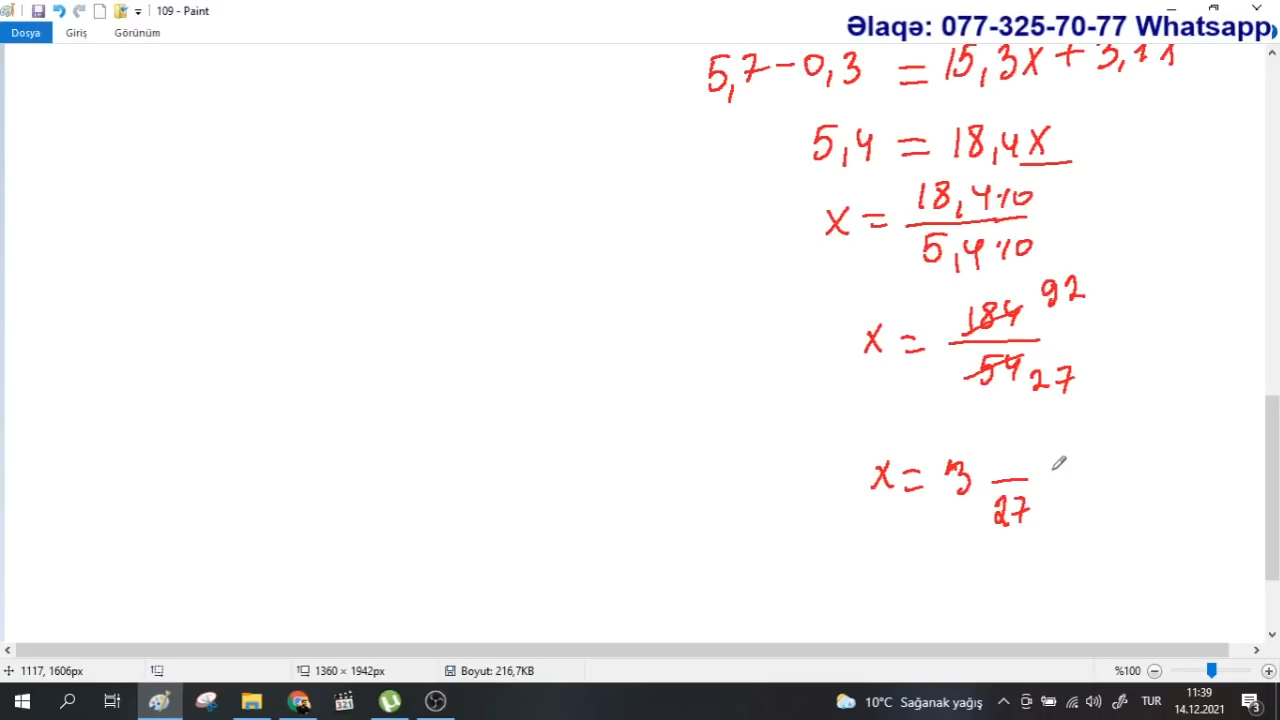 109 - Paint
Əlaqə: 077-325-70-77 Whatsapp
Dosya Giriş Görünüm
5,7 - 0,3 = 15,3x + 3,1x
5,4 = 18,4x
x = 18,4·10
5,4·10
x = 184 92
54 27
x = 3
27
1117, 1606px 1360 × 1942px Boyut: 216,7KB %100
10°C Sağanak yağış TUR 11:39
14.12.2021 3